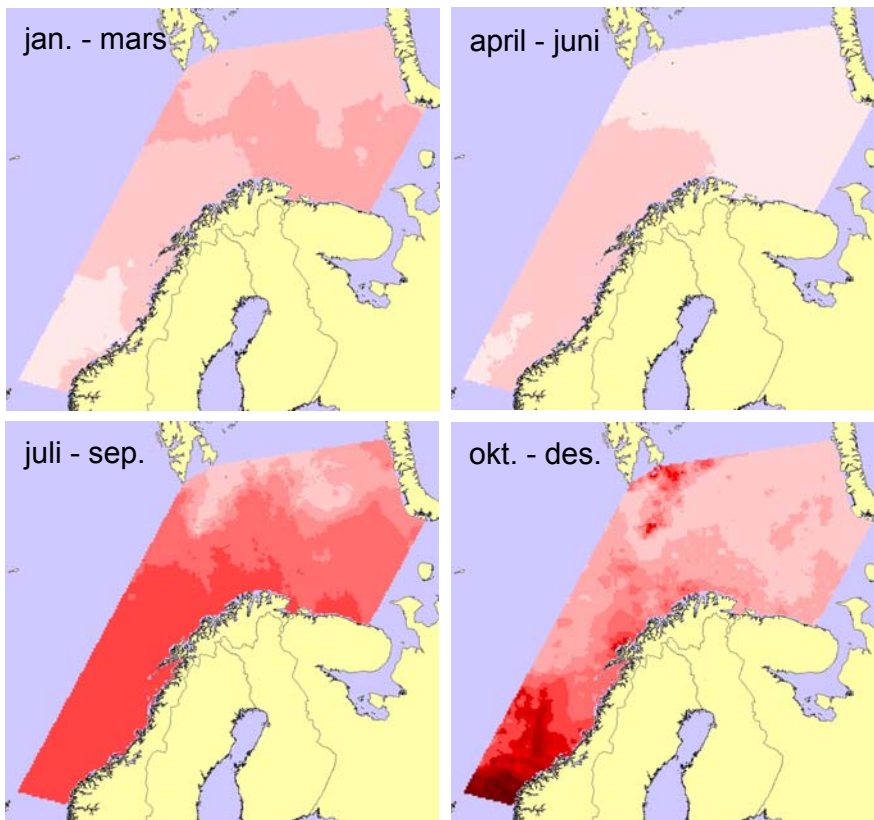 jan. - mars
april - juni
juli - sep.
okt. - des.